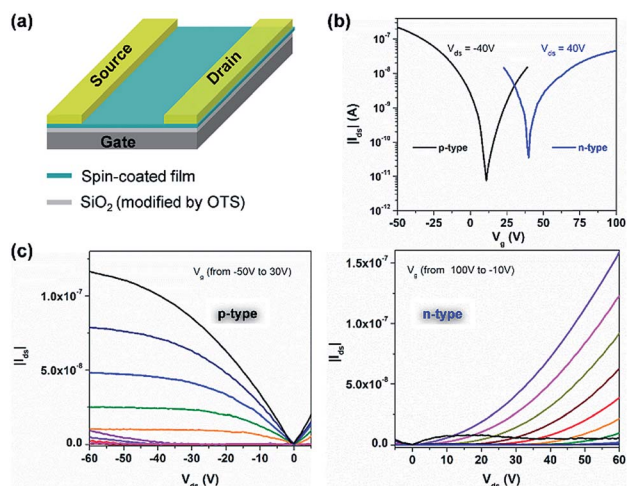 (a)
Source
Drain
Gate
Spin-coated film
SiO2 (modified by OTS)
(b)
10-7
10-8
10-9
10-10
10-11
10-12
|Ids| (A)
Vds = -40V
Vds = 40V
p-type
n-type
-50 -25 0 25 50 75 100
Vg (V)
(c)
Vg (from -50V to 30V)
p-type
1.0x10-7
5.0x10-8
0.0
|Ids|
-60 -50 -40 -30 -20 -10 0
Vds (V)
Vg (from 100V to -10V)
n-type
1.5x10-7
1.0x10-7
5.0x10-8
0.0
|Ids|
0 10 20 30 40 50 60
Vds (V)